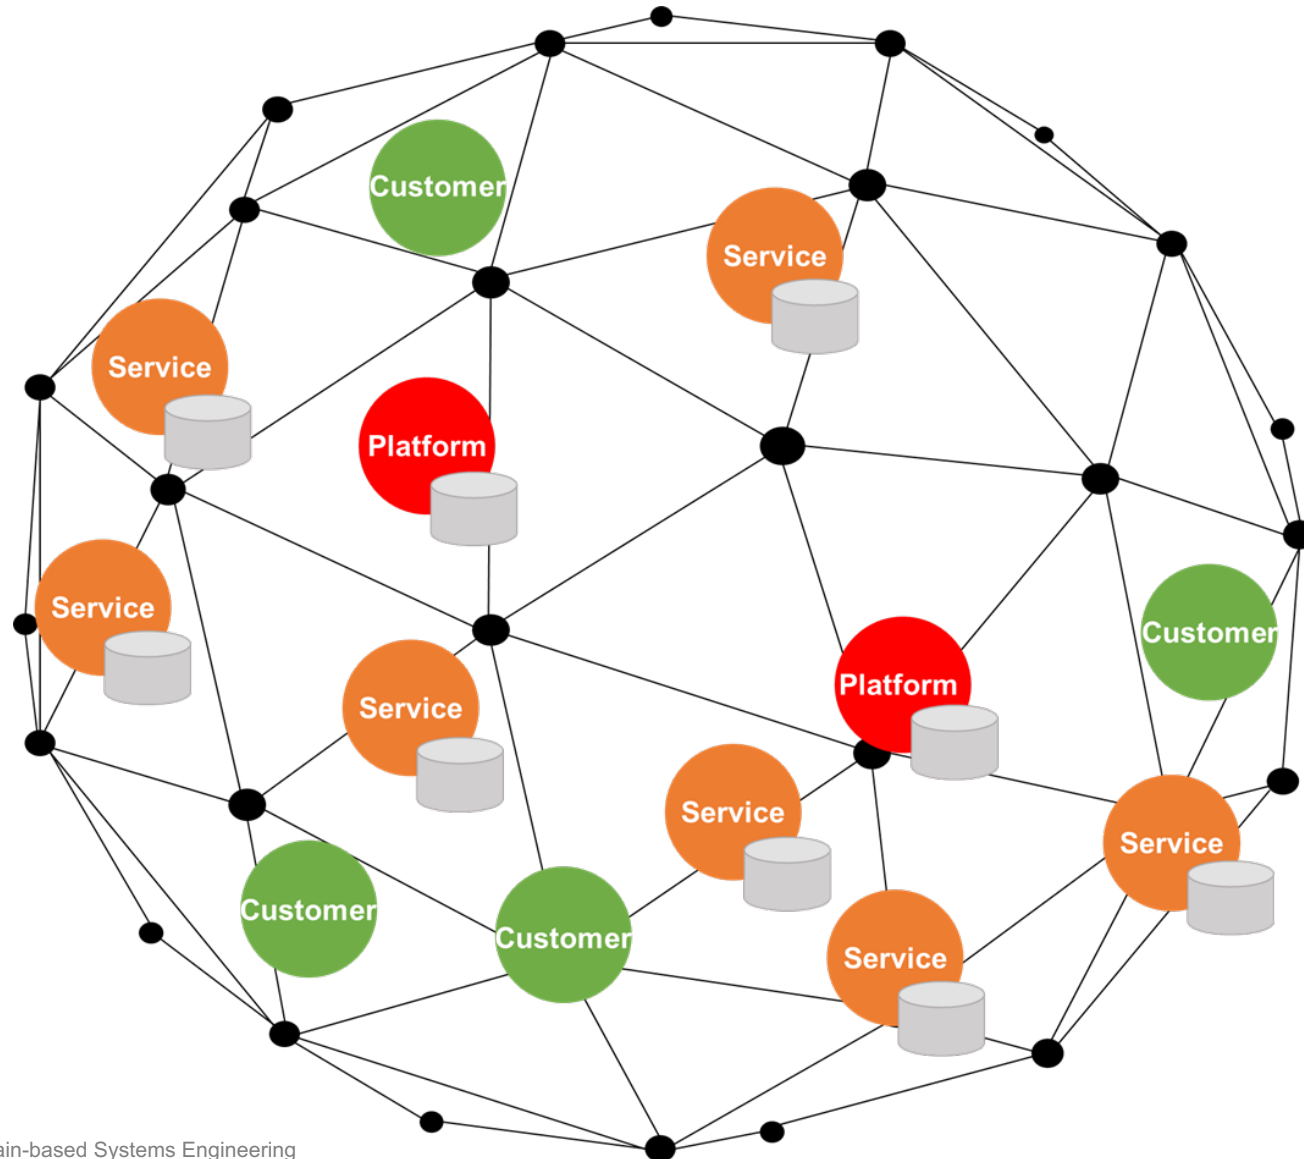 Customer
Service
Service
Platform
Service
Customer
Platform
Service
Service
Service
Customer
Customer
Service
ain-based Systems Engineering